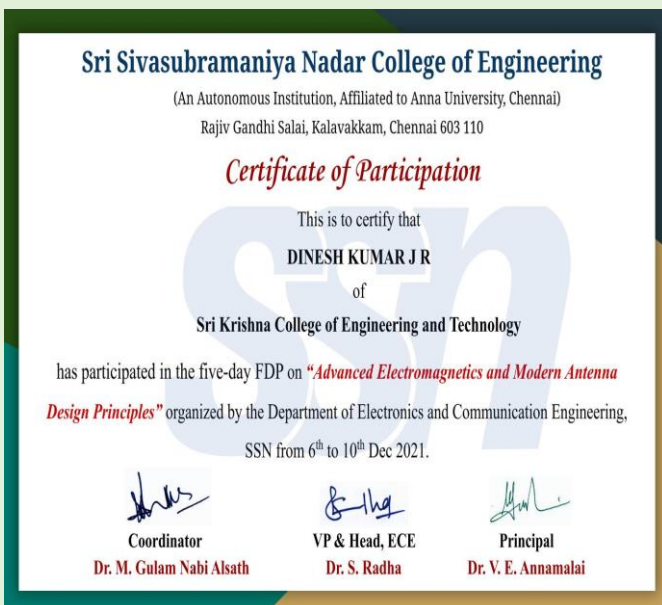 Sri Sivasubramaniya Nadar College of Engineering
(An Autonomous Institution, Affiliated to Anna University, Chennai)
Rajiv Gandhi Salai, Kalavakkam, Chennai 603 110
Certificate of Participation
This is to certify that
DINESH KUMAR J R
of
Sri Krishna College of Engineering and Technology
has participated in the five-day FDP on “Advanced Electromagnetics and Modern Antenna
Design Principles” organized by the Department of Electronics and Communication Engineering,
SSN from 6th to 10th Dec 2021.
ssn
Coordinator VP & Head, ECE Principal
Dr. M. Gulam Nabi Alsath Dr. S. Radha Dr. V. E. Annamalai